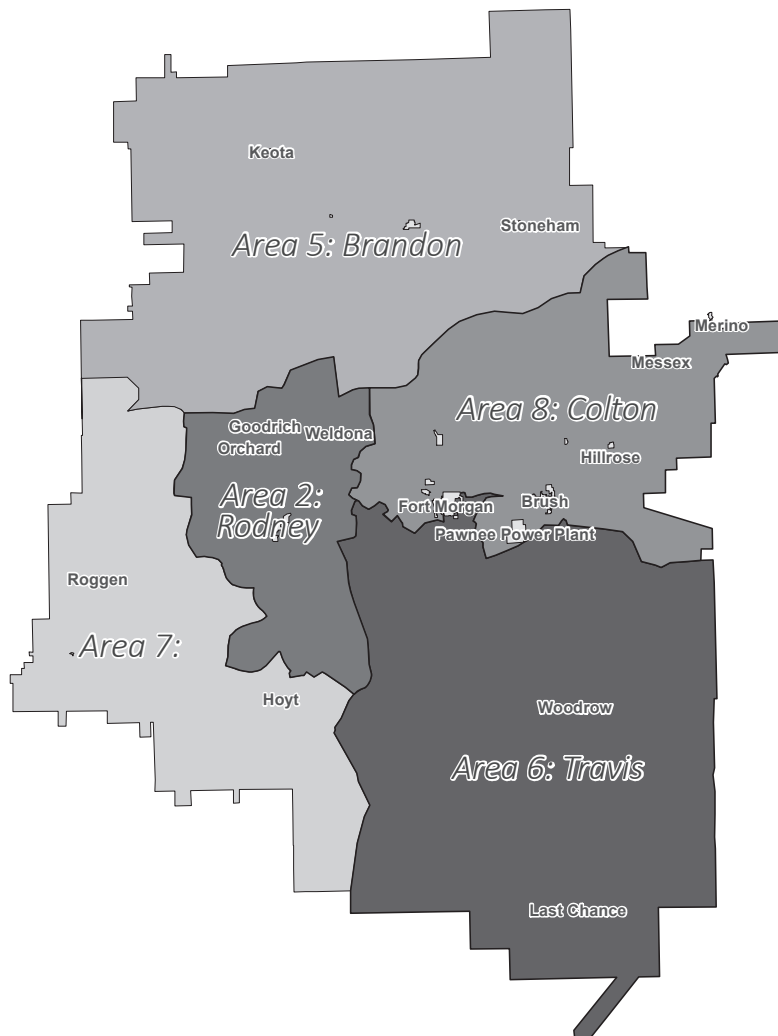 Keota
Stoneham
Area 5: Brandon
Merino
Messex
Area 8: Colton
Goodrich
Weldona
Orchard
Hillrose
Area 2:
Rodney
Fort Morgan
Brush
Pawnee Power Plant
Roggen
Area 7:
Hoyt
Woodrow
Area 6: Travis
Last Chance